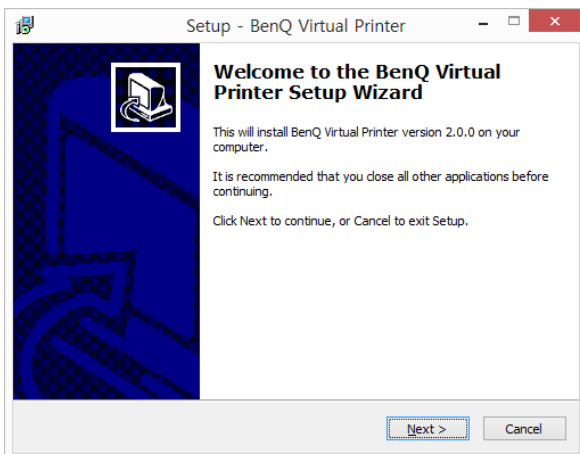 Setup - BenQ Virtual Printer
Welcome to the BenQ Virtual
Printer Setup Wizard
This will install BenQ Virtual Printer version 2.0.0 on your
computer.
It is recommended that you close all other applications before
continuing.
Click Next to continue, or Cancel to exit Setup.
Next >
Cancel